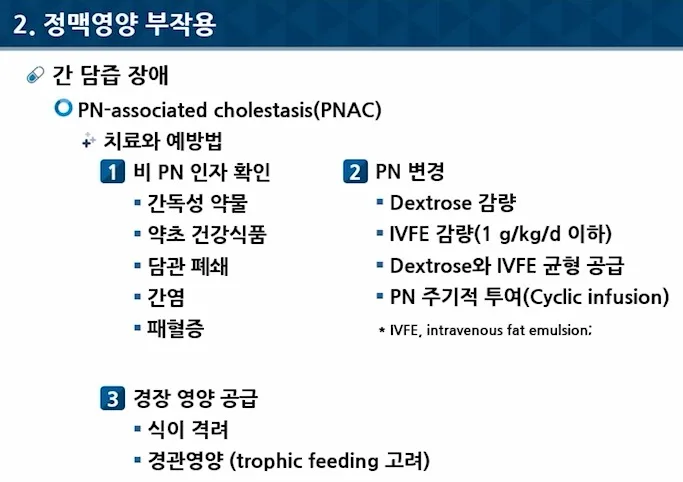 2. 정맥영양 부작용
간 담즙 장애
PN-associated cholestasis(PNAC)
치료와 예방법
1 비 PN 인자 확인
간독성 약물
약초 건강식품
담관 폐쇄
간염
패혈증
2 PN 변경
Dextrose 감량
IVFE 감량(1 g/kg/d 이하)
Dextrose와 IVFE 균형 공급
PN 주기적 투여(Cyclic infusion)
* IVFE, intravenous fat emulsion;
3 경장 영양 공급
식이 격려
경관영양 (trophic feeding 고려)